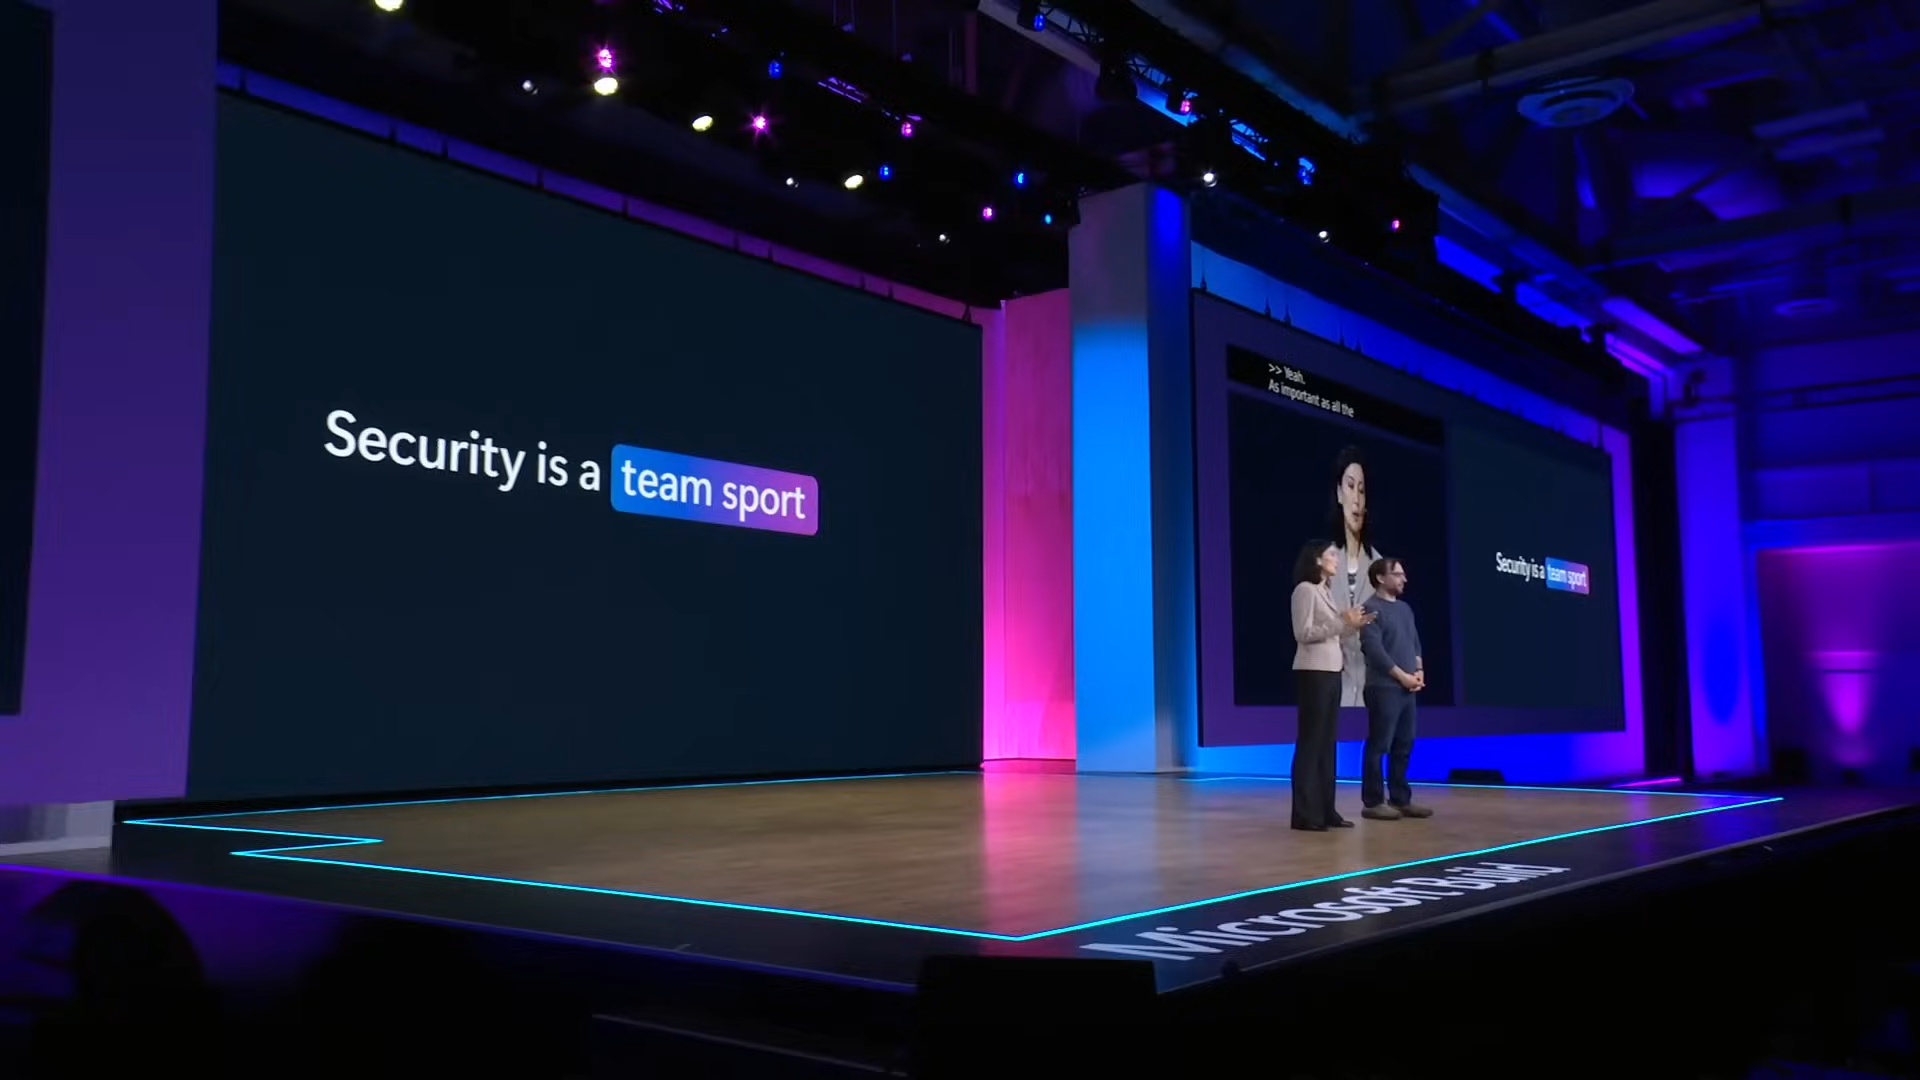 Security is a team sport
>> Yeah.
As important as all the
Security is a team sport
Microsoft Build